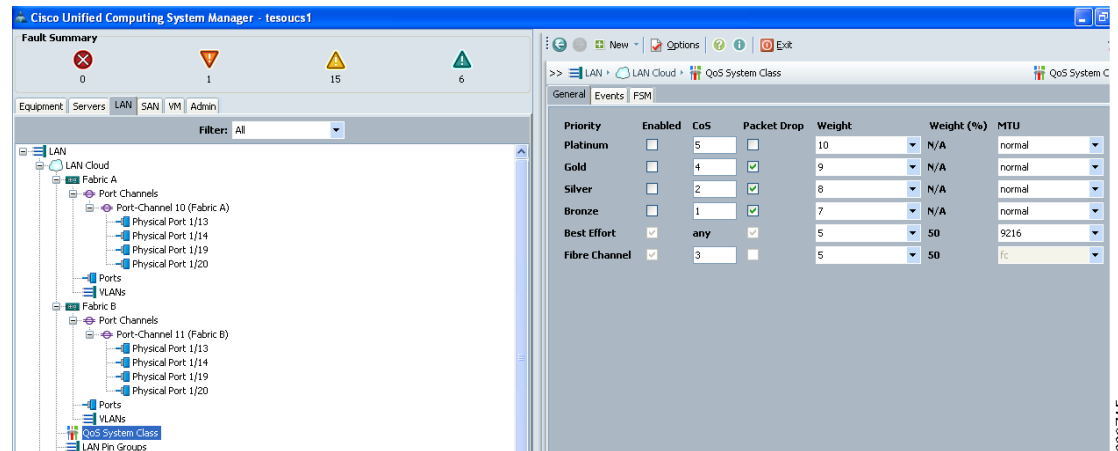 Cisco Unified Computing System Manager - tesoucs1
Fault Summary
0 1 15 6
Equipment Servers LAN SAN VM Admin
Filter: All
LAN
LAN Cloud
Fabric A
Port Channels
Port-Channel 10 (Fabric A)
Physical Port 1/13
Physical Port 1/14
Physical Port 1/19
Physical Port 1/20
Ports
VLANs
Fabric B
Port Channels
Port-Channel 11 (Fabric B)
Physical Port 1/13
Physical Port 1/14
Physical Port 1/19
Physical Port 1/20
Ports
VLANs
QoS System Class
LAN Pin Groups
New Options Exit
>> LAN LAN Cloud QoS System Class QoS System C
General Events FSM
Priority Enabled CoS Packet Drop Weight Weight (%) MTU
Platinum 5 10 N/A normal
Gold 4 9 N/A normal
Silver 2 8 N/A normal
Bronze 1 7 N/A normal
Best Effort any 5 50 9216
Fibre Channel 3 5 50 fc